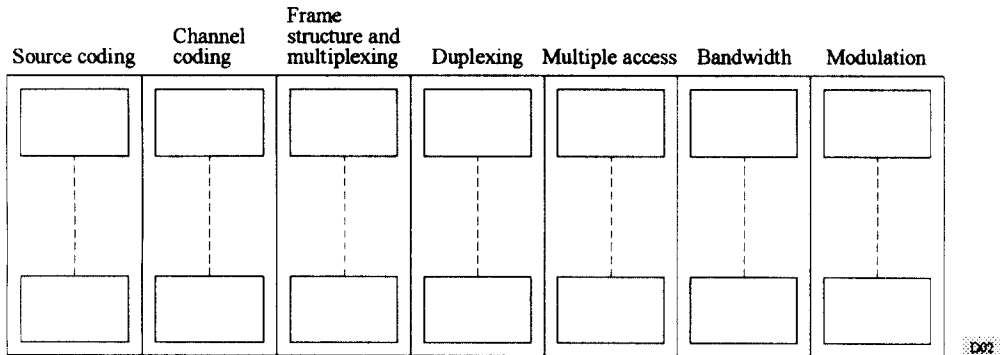 Source coding
Channel
coding
Frame
structure and
multiplexing
Duplexing
Multiple access
Bandwidth
Modulation
D02